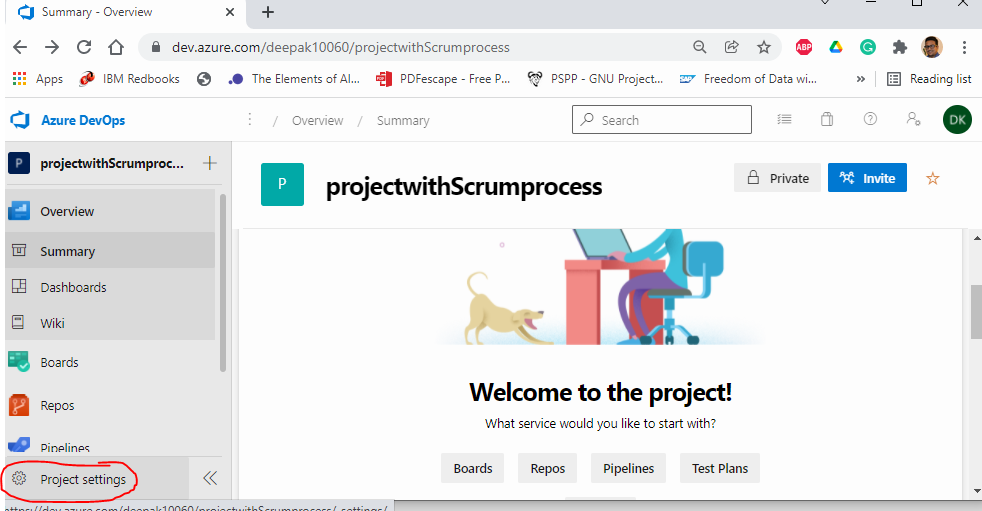 Summary - Overview
dev.azure.com/deepak10060/projectwithScrumprocess
ABP
Apps
IBM Redbooks
The Elements of AI...
PDFescape - Free P...
PSPP - GNU Project...
Freedom of Data wi...
»
Reading list
Azure DevOps
/ Overview / Summary
Search
DK
P projectwithScrumproc...
P
projectwithScrumprocess
Private
Invite
Overview
Summary
Dashboards
Wiki
Boards
Repos
Pipelines
Project settings
Welcome to the project!
What service would you like to start with?
Boards
Repos
Pipelines
Test Plans
https://dev.azure.com/deepak10060/projectwithScrumprocess/_settings/